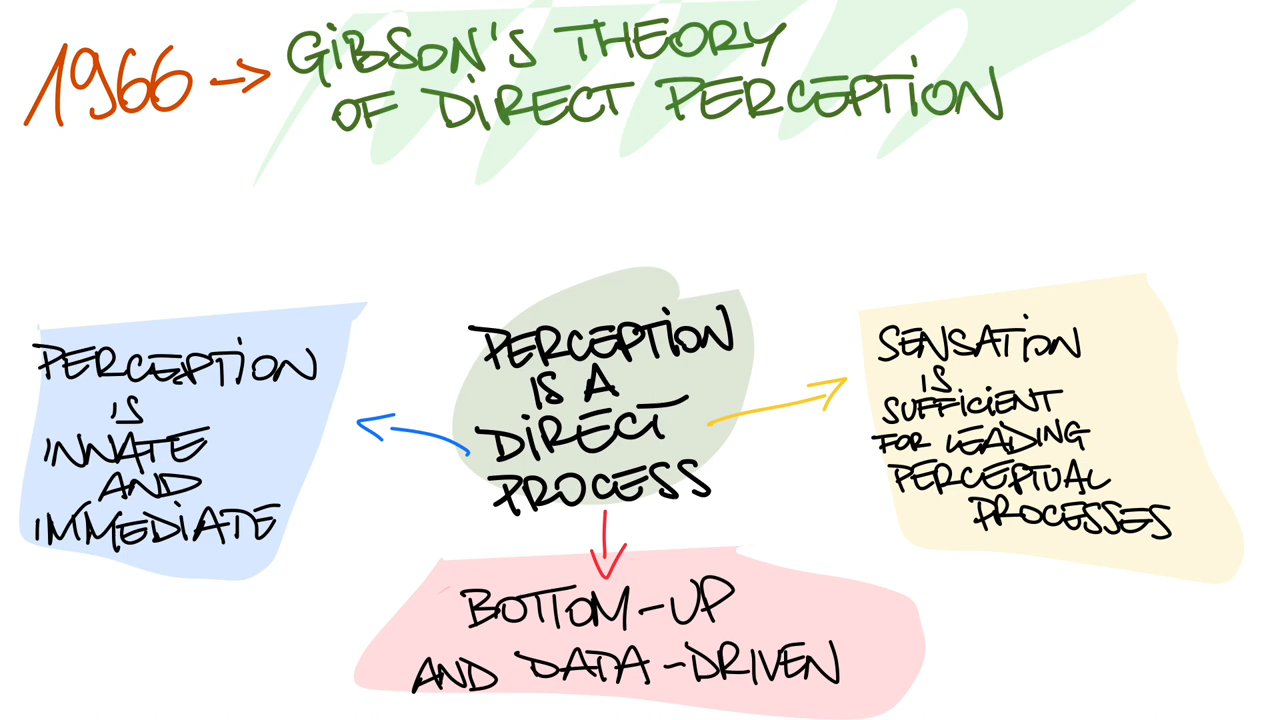 1966 → GiBSON'S THEORY
OF DiRECT PERCEPTiON
PERCEPTiON
IS
INNATE
AND
IMMEDiATE
PERCEPTiON
IS A
DiRECT
PROCESS
SENSATiON
IS
SUFFiCiENT
FOR LEADING
PERCEPTUAL
PROCESSES
BOTTOM-UP
AND DATA-DRIVEN